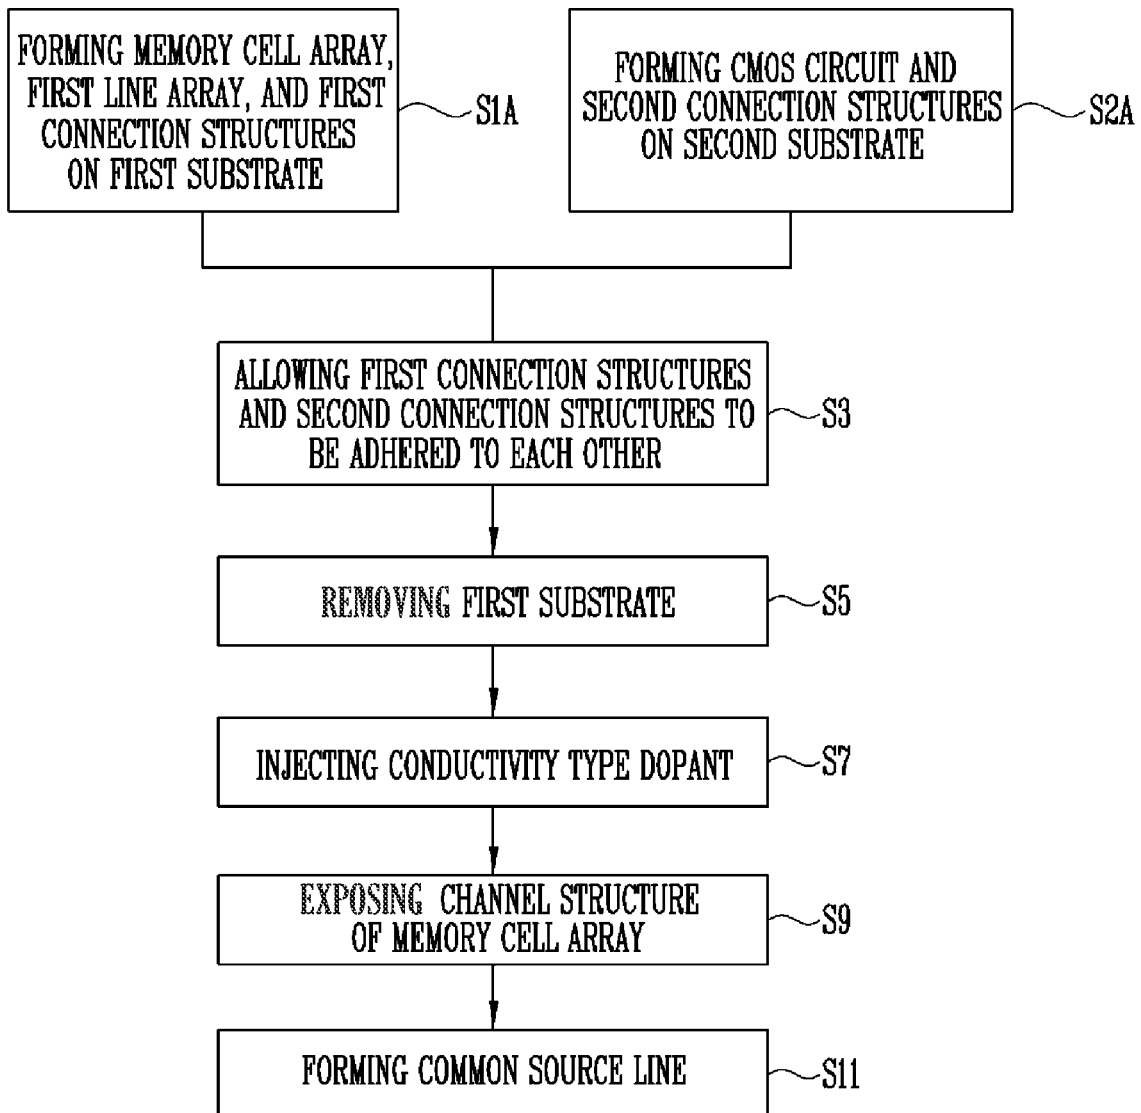 FORMING MEMORY CELL ARRAY,
FIRST LINE ARRAY, AND FIRST
CONNECTION STRUCTURES
ON FIRST SUBSTRATE
S1A
FORMING CMOS CIRCUIT AND
SECOND CONNECTION STRUCTURES
ON SECOND SUBSTRATE
S2A
ALLOWING FIRST CONNECTION STRUCTURES
AND SECOND CONNECTION STRUCTURES TO
BE ADHERED TO EACH OTHER
S3
REMOVING FIRST SUBSTRATE
S5
INJECTING CONDUCTIVITY TYPE DOPANT
S7
EXPOSING CHANNEL STRUCTURE
OF MEMORY CELL ARRAY
S9
FORMING COMMON SOURCE LINE
S11